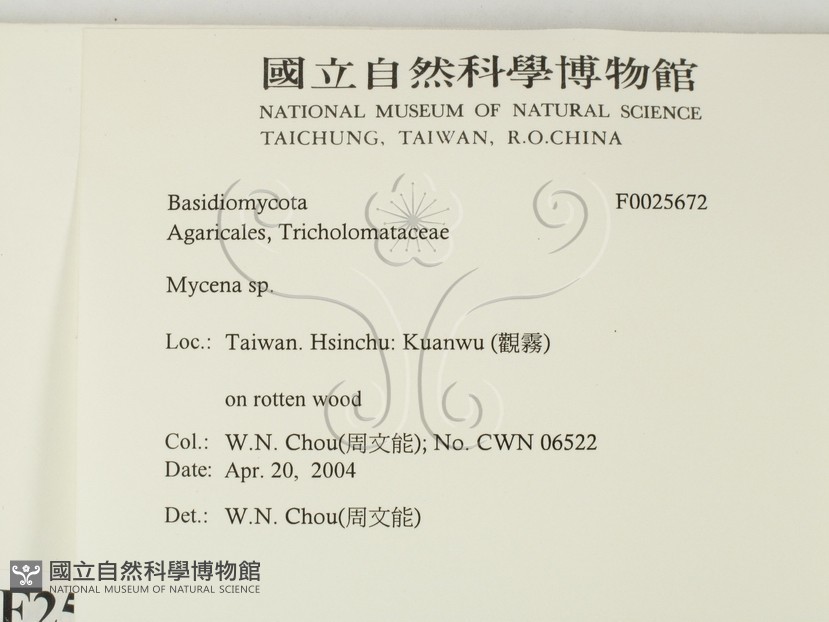 國立自然科學博物館
NATIONAL MUSEUM OF NATURAL SCIENCE
TAICHUNG, TAIWAN, R.O.CHINA
Basidiomycota F0025672
Agaricales, Tricholomataceae
Mycena sp.
Loc.: Taiwan. Hsinchu: Kuanwu (觀霧)
on rotten wood
Col.: W.N. Chou(周文能); No. CWN 06522
Date: Apr. 20, 2004
Det.: W.N. Chou(周文能)
國立自然科學博物館
NATIONAL MUSEUM OF NATURAL SCIENCE